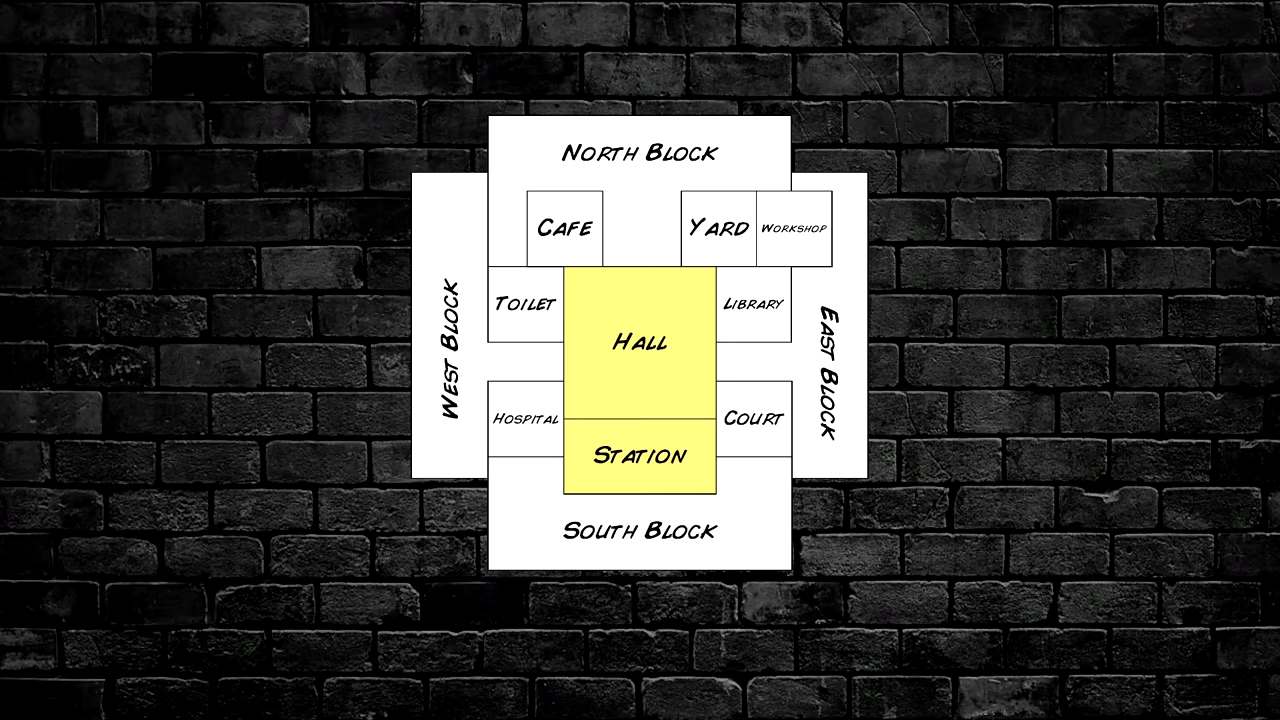 North Block
Cafe
Yard
Workshop
West Block
Toilet
Hall
Library
East Block
Hospital
Court
Station
South Block